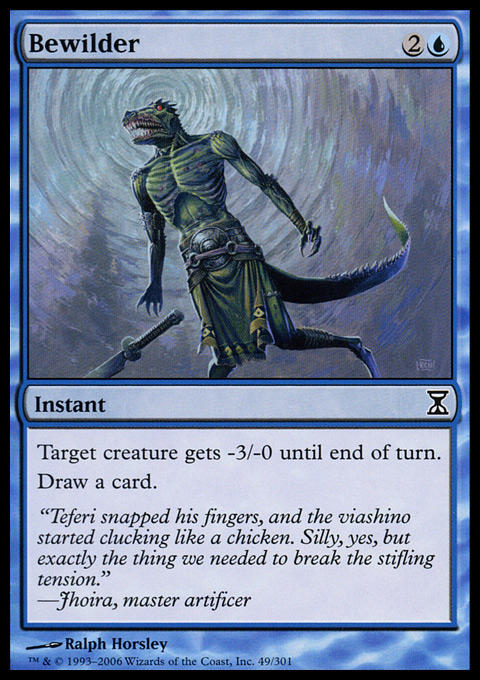 Bewilder
2
Instant
Target creature gets -3/-0 until end of turn.
Draw a card.
“Teferi snapped his fingers, and the viashino
started clucking like a chicken. Silly, yes, but
exactly the thing we needed to break the stifling
tension.”
—Jhoira, master artificer
Ralph Horsley
™ & © 1993–2006 Wizards of the Coast, Inc. 49/301